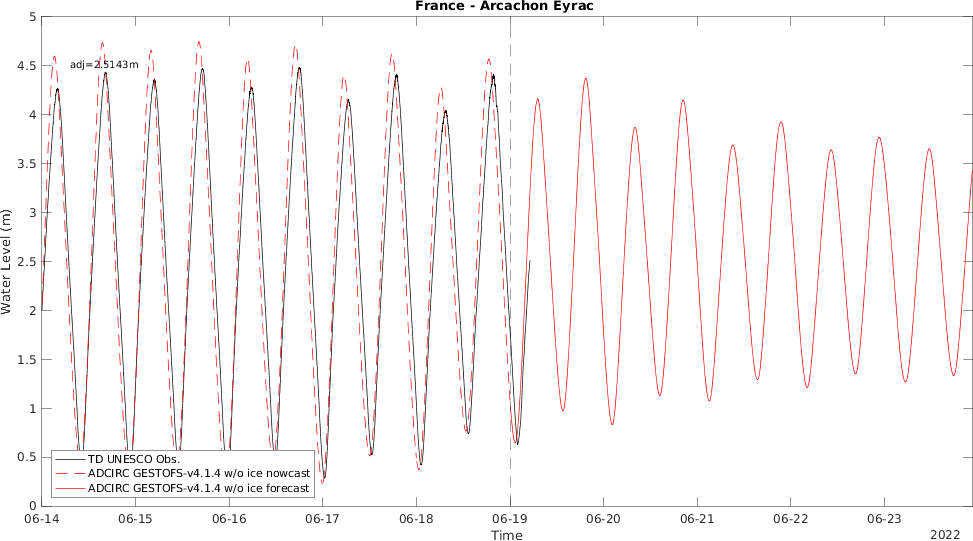 France - Arcachon Eyrac
5
4.5
4
3.5
3
2.5
2
1.5
1
0.5
0
Water Level (m)
adj=2.5143m
TD UNESCO Obs.
ADCIRC GESTOFS-v4.1.4 w/o ice nowcast
ADCIRC GESTOFS-v4.1.4 w/o ice forecast
06-14 06-15 06-16 06-17 06-18 06-19 06-20 06-21 06-22 06-23
Time
2022